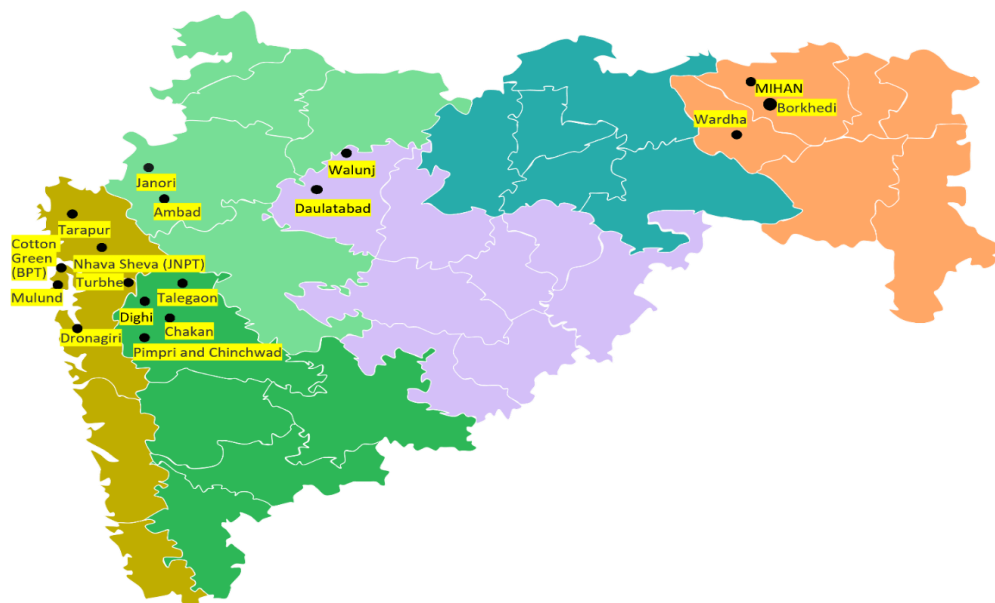 MIHAN
Borkhedi
Wardha
Walunj
Janori
Daulatabad
Ambad
Tarapur
Cotton
Green
(BPT)
Nhava Sheva (JNPT)
Turbhe
Mulund
Talegaon
Dighi
Chakan
Dronagiri
Pimpri and Chinchwad